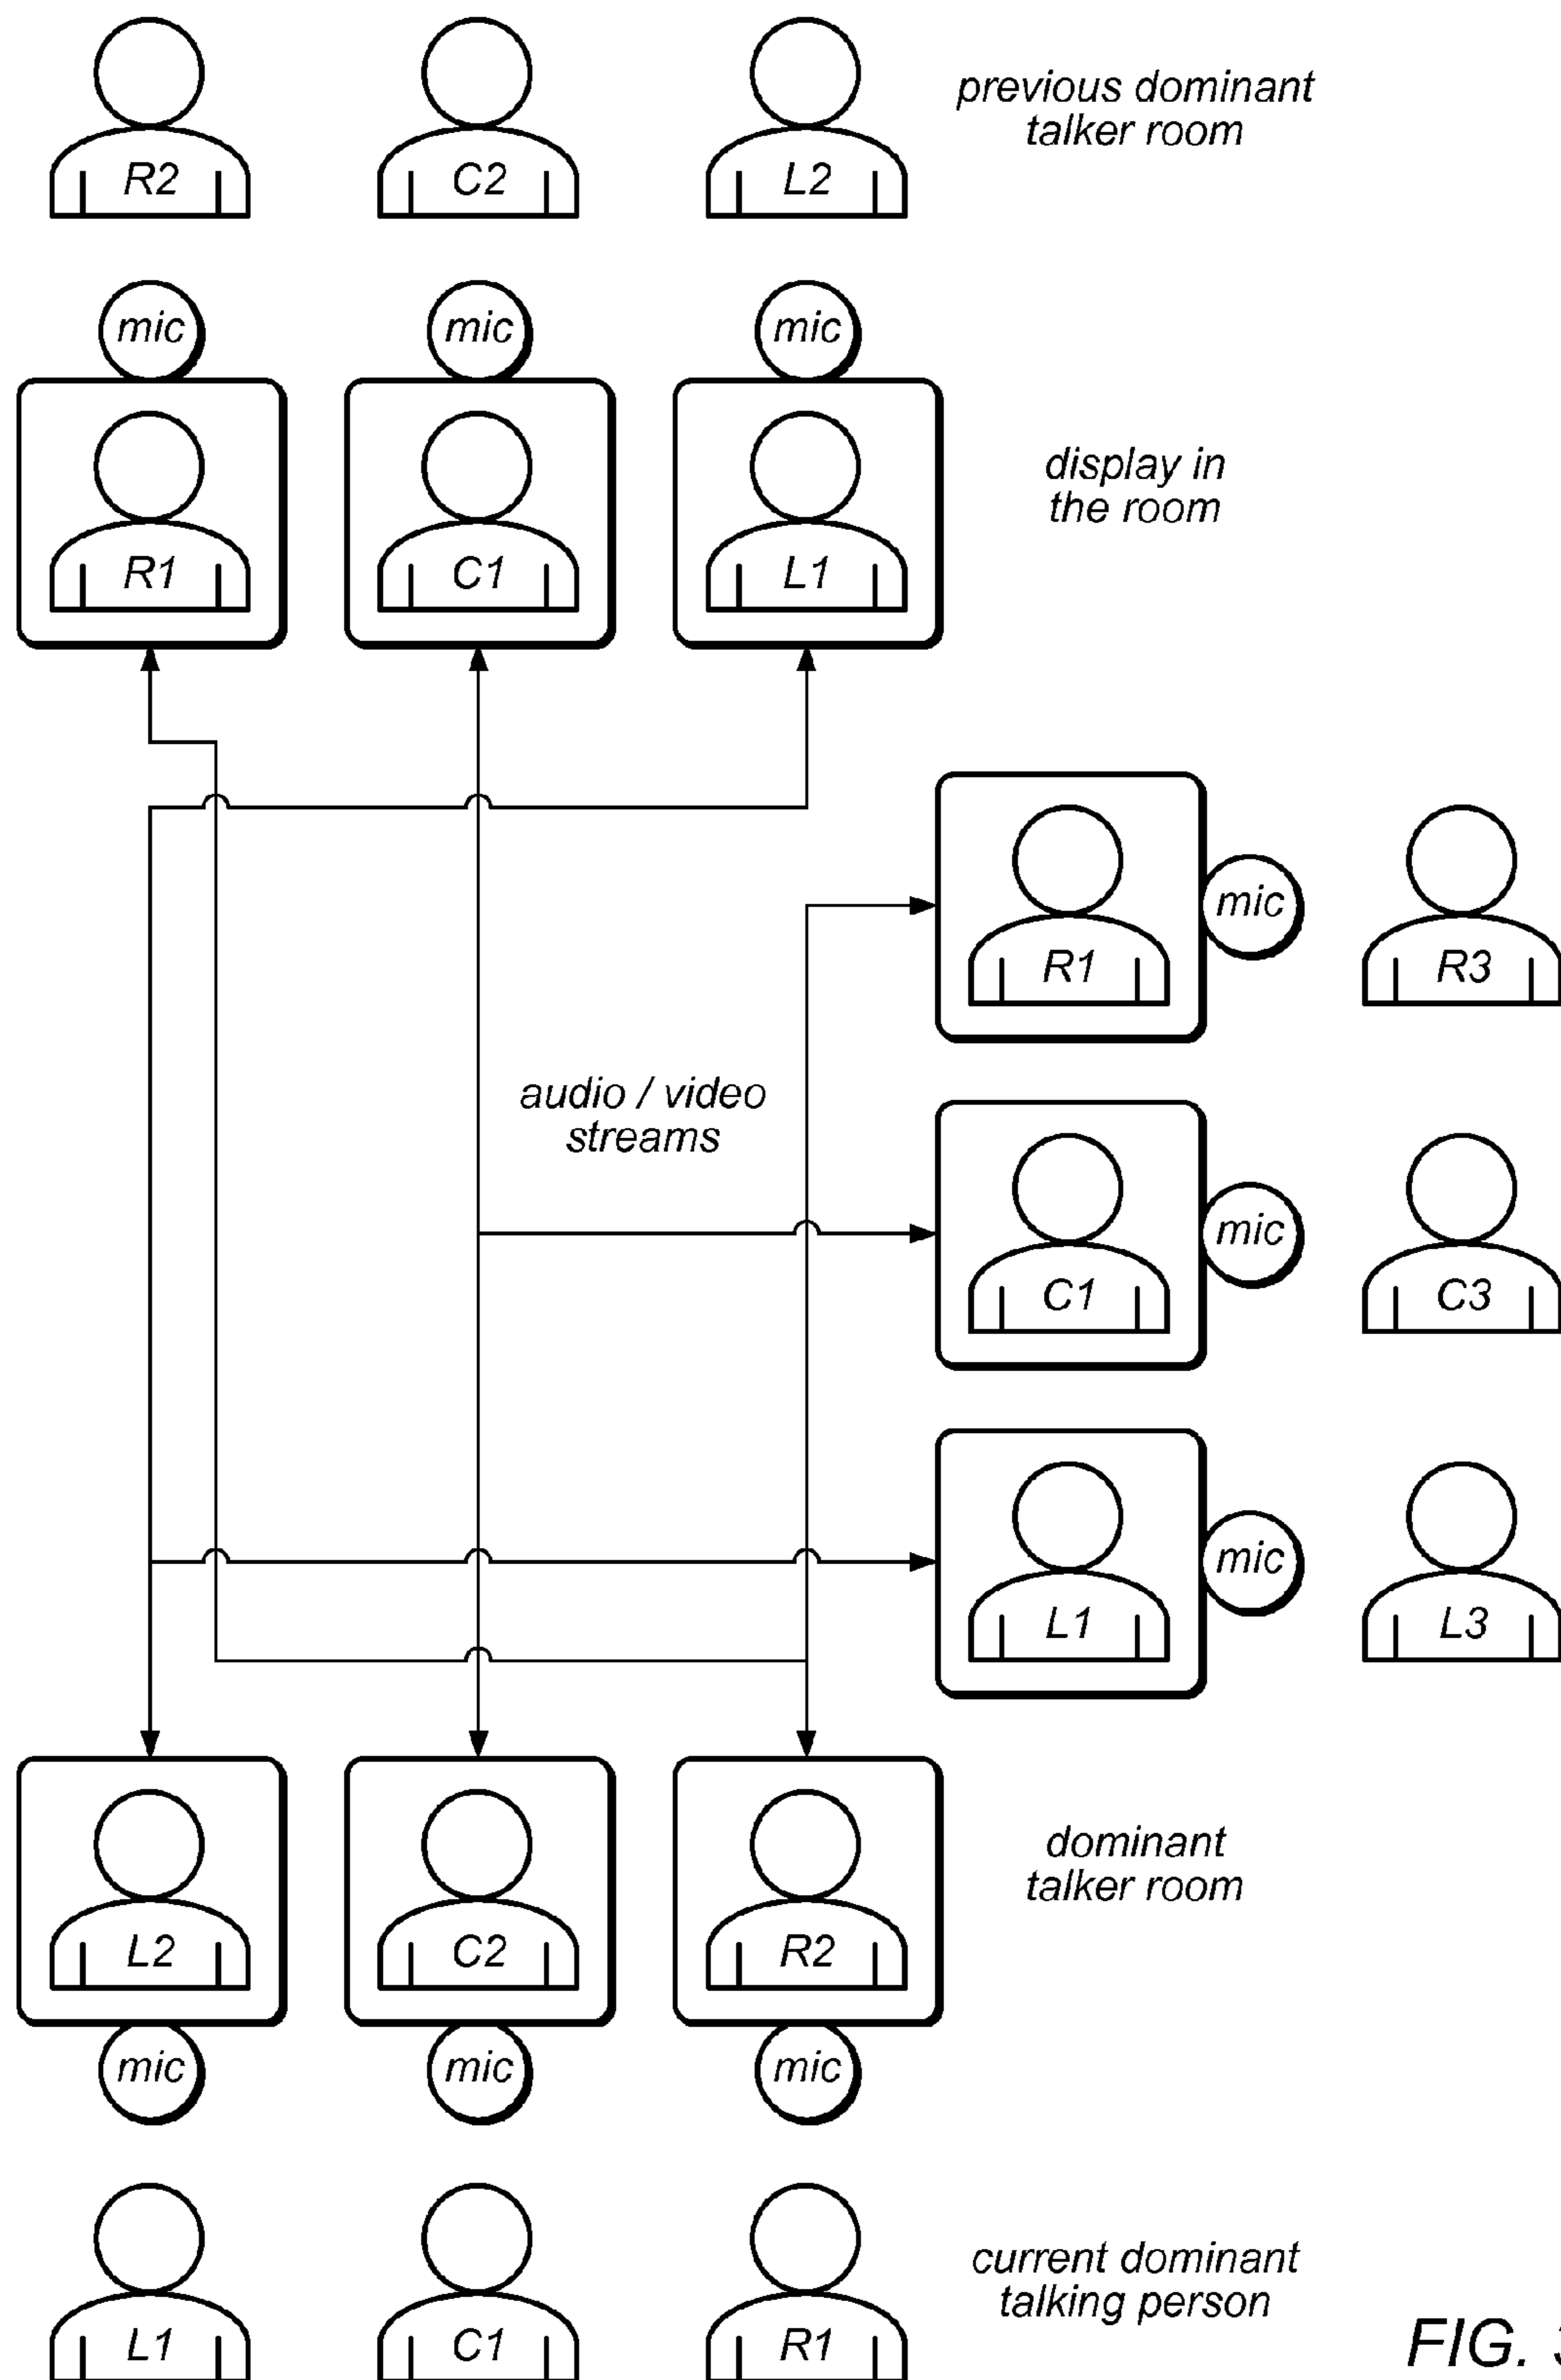 R2 C2 L2
previous dominant
talker room
mic mic mic
R1 C1 L1
display in
the room
R1 mic R3
audio / video
streams
C1 mic C3
L1 mic L3
L2 C2 R2
dominant
talker room
mic mic mic
L1 C1 R1
current dominant
talking person
FIG.